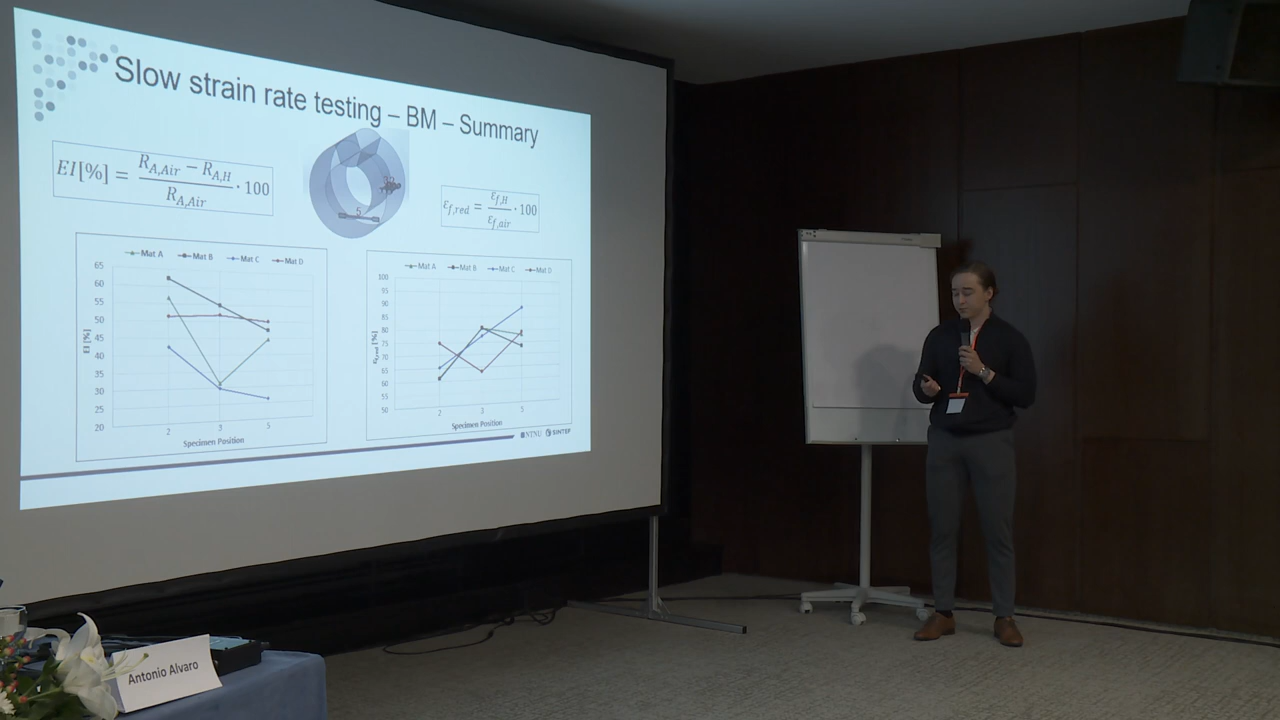 Slow strain rate testing – BM – Summary
EI[%] = (R_A,Air − R_A,H) / R_A,Air · 100
5
ε_f,red = ε_f,H / ε_f,air · 100
Mat A Mat B Mat C Mat D
65
60
55
50
45
40
35
30
25
20
EI [%]
2 3 5
Specimen Position
Mat A Mat B Mat C Mat D
100
95
90
85
80
75
70
65
60
55
50
ε_f,red [%]
2 3 5
Specimen Position
NTNU SINTEF
Antonio Alvaro